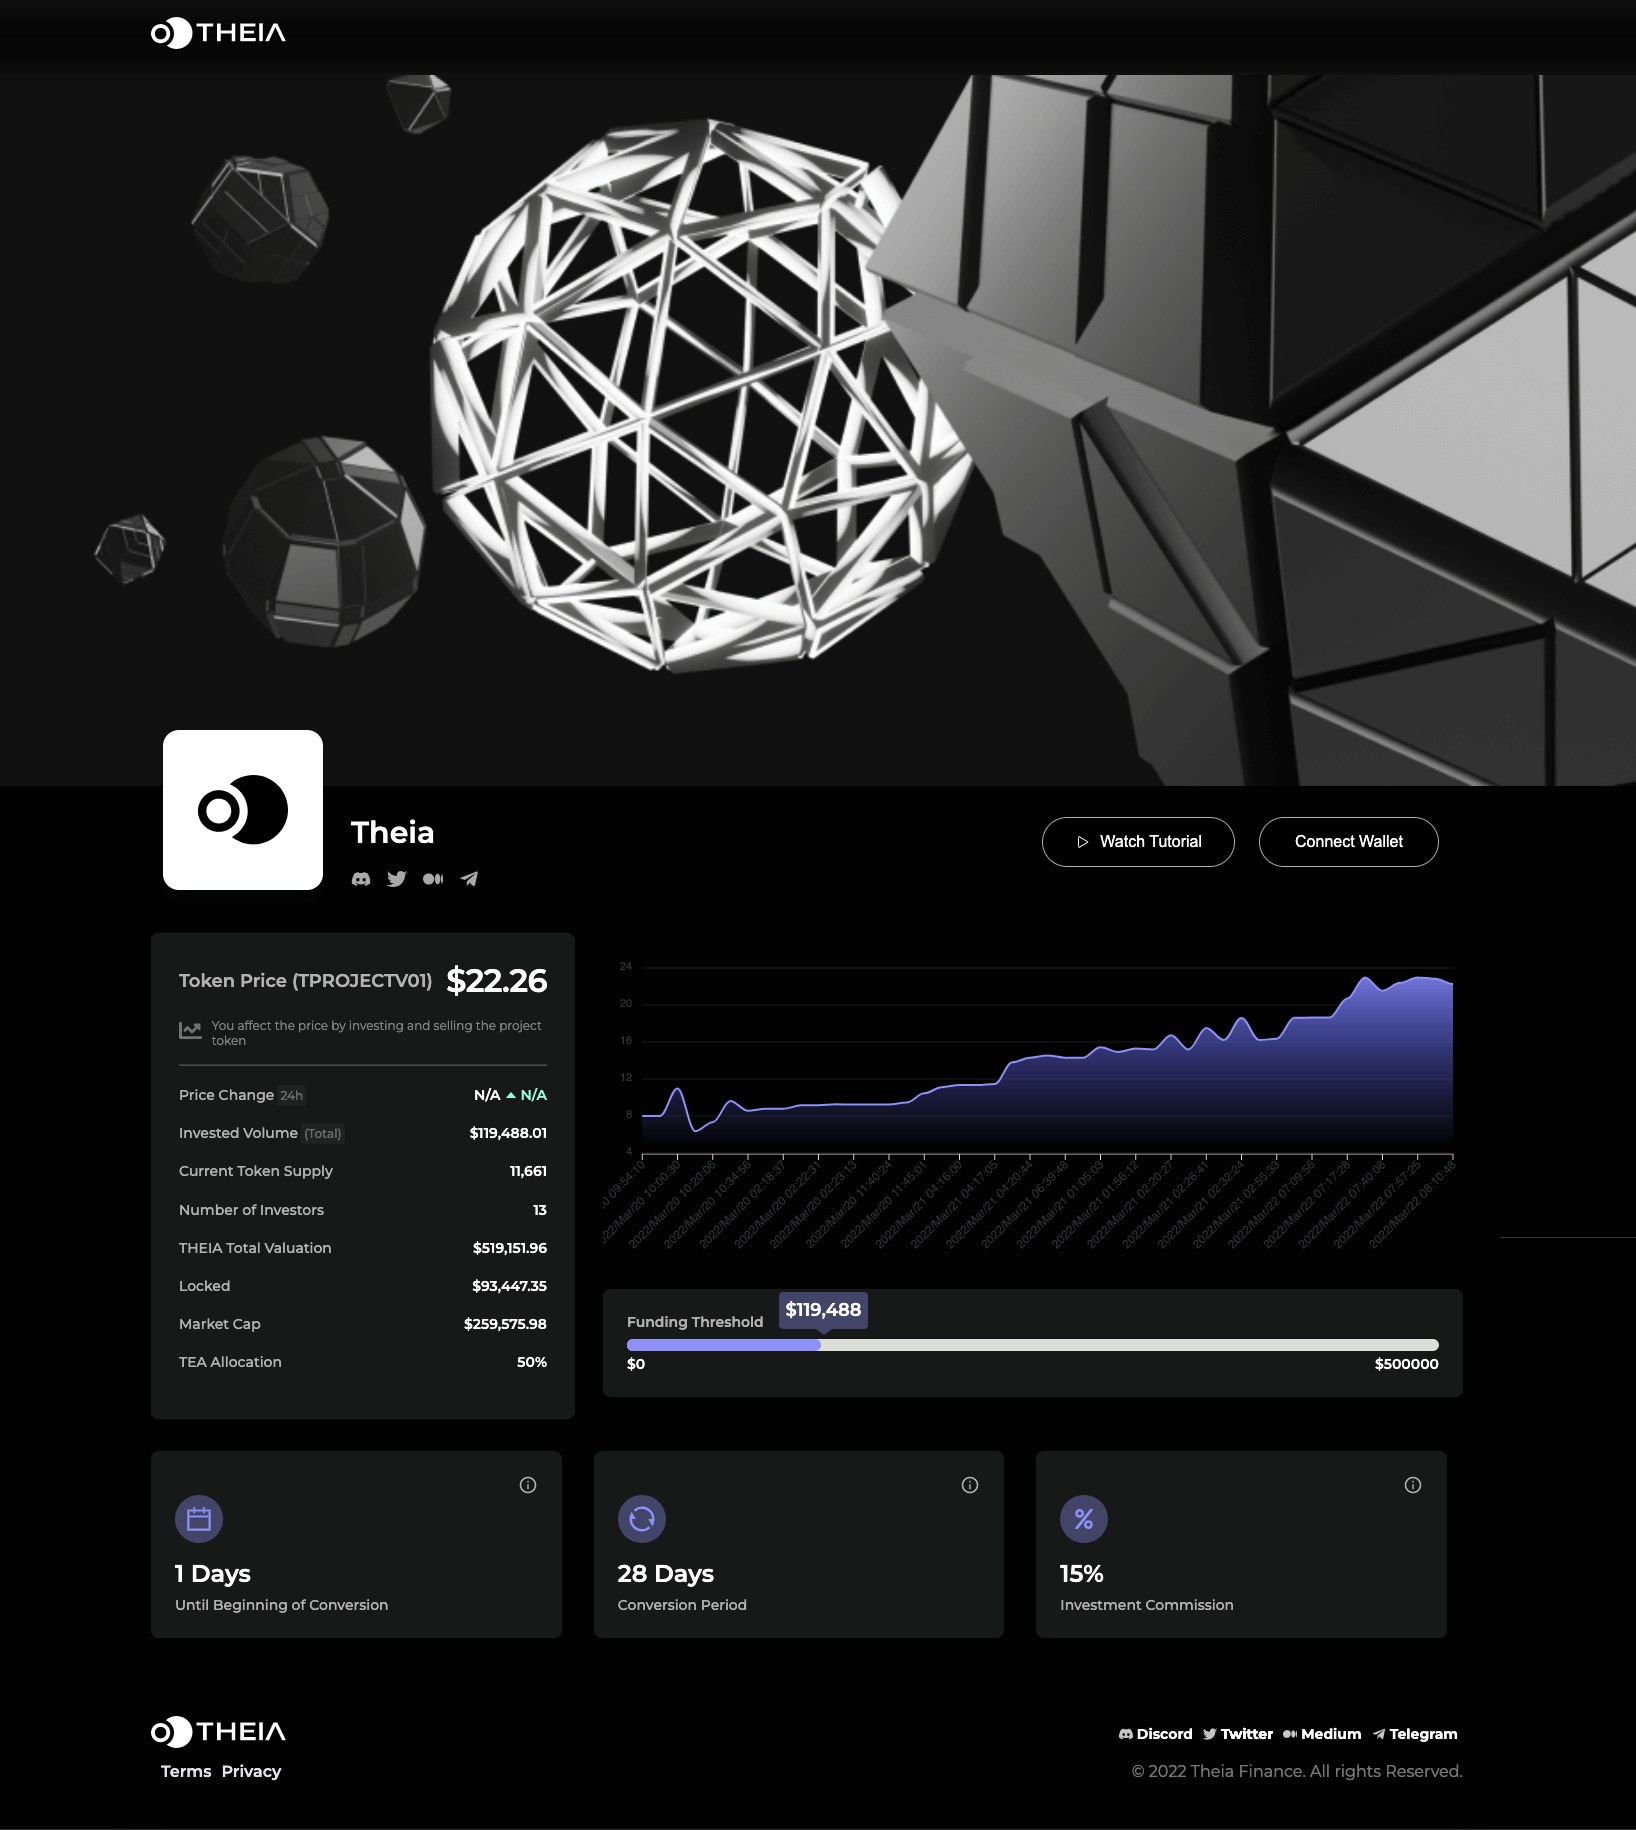 THEIA
Theia
Watch Tutorial
Connect Wallet
Token Price (TPROJECTV01) $22.26
You affect the price by investing and selling the project
token
Price Change 24h N/A N/A
Invested Volume (Total) $119,488.01
Current Token Supply 11,661
Number of Investors 13
THEIA Total Valuation $519,151.96
Locked $93,447.35
Market Cap $259,575.98
TEA Allocation 50%
24
20
16
12
8
4
0 09:54:10
022/Mar/20 10:00:30
2022/Mar/20 10:20:06
2022/Mar/20 10:34:56
2022/Mar/20 02:18:37
2022/Mar/20 02:22:31
2022/Mar/20 02:23:13
2022/Mar/20 11:40:24
2022/Mar/20 11:45:01
2022/Mar/21 04:16:00
2022/Mar/21 04:17:05
2022/Mar/21 04:20:44
2022/Mar/21 06:39:48
2022/Mar/21 01:05:03
2022/Mar/21 01:56:12
2022/Mar/21 02:20:27
2022/Mar/21 02:26:41
2022/Mar/21 02:32:24
2022/Mar/21 02:55:33
2022/Mar/22 07:09:56
2022/Mar/22 07:17:28
2022/Mar/22 07:40:08
2022/Mar/22 07:57:25
2022/Mar/22 08:10:48
Funding Threshold
$119,488
$0
$500000
1 Days
Until Beginning of Conversion
28 Days
Conversion Period
15%
Investment Commission
THEIA
Terms Privacy
Discord Twitter Medium Telegram
© 2022 Theia Finance. All rights Reserved.